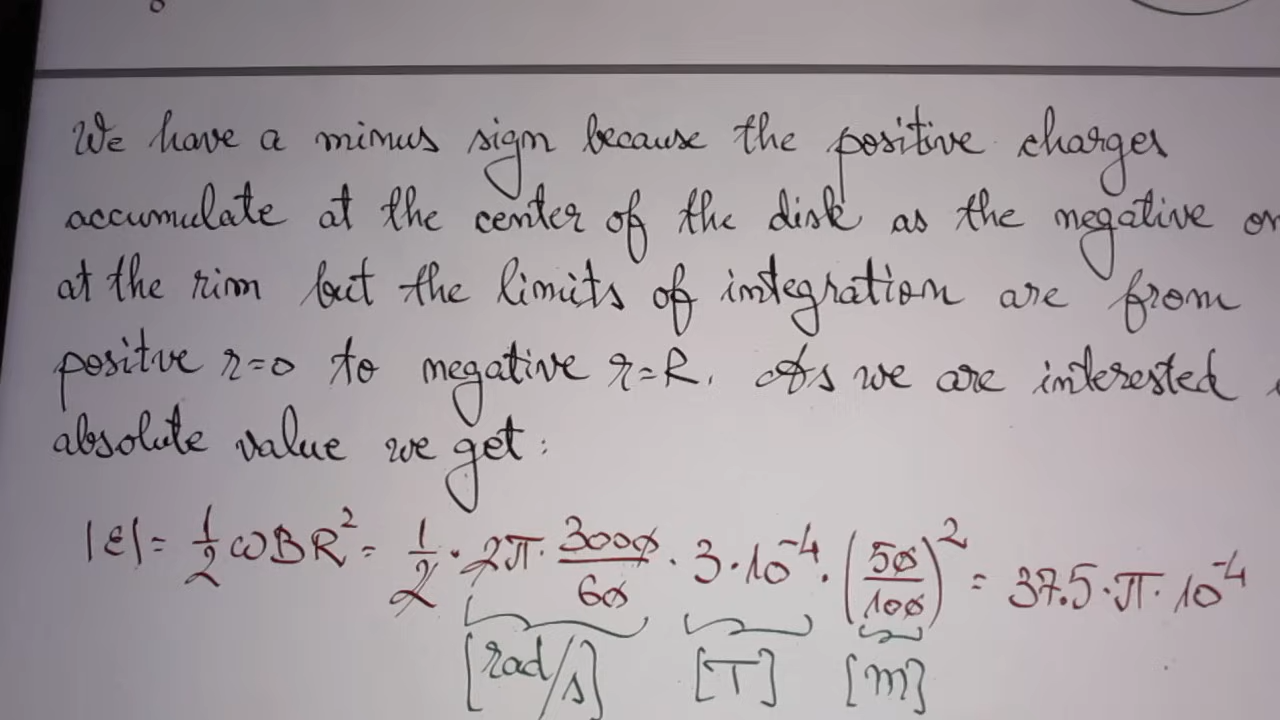 We have a minus sign because the positive charges
accumulate at the center of the disk as the negative
at the rim but the limits of integration are from
positve r=0 to negative r=R. As we are interested
absolute value we get:
|ε| = 1/2 ωBR² = 1/2 · 2π · 3000/60 · 3·10⁻⁴ · (50/100)² = 37.5·π·10⁻⁴
[rad/s] [T] [m]